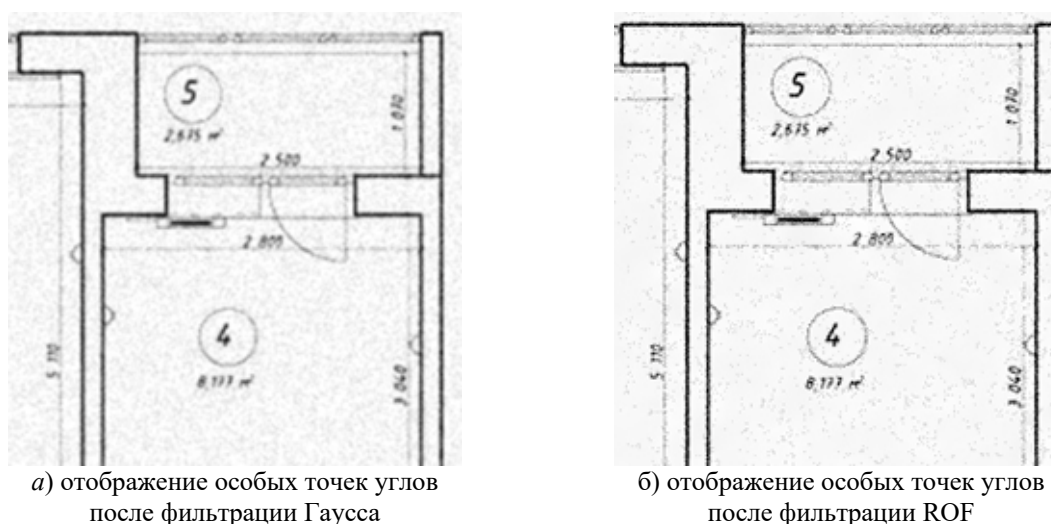 5
2,675 м²
1 070
2 500
2 800
4
8,177 м²
5 110
3 040
5
2,675 м²
1 070
2 500
2 800
4
8,177 м²
5 110
3 040
а) отображение особых точек углов
после фильтрации Гаусса
б) отображение особых точек углов
после фильтрации ROF